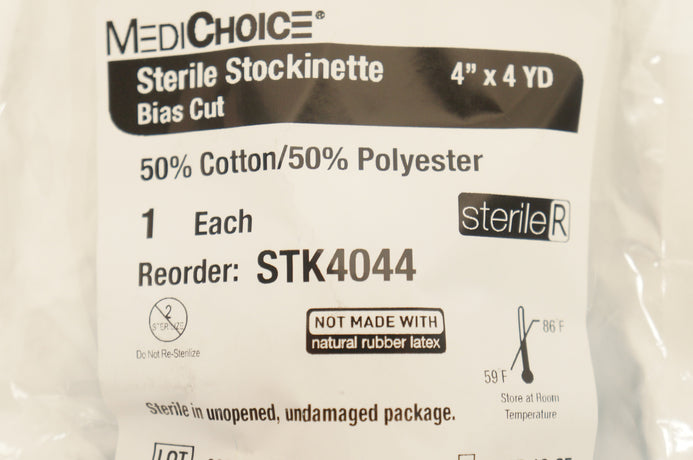 MEDICHOICE®
Sterile Stockinette 4” x 4 YD
Bias Cut
50% Cotton/50% Polyester
1 Each
sterile R
Reorder: STK4044
2
STERILIZE
Do Not Re-Sterilize
NOT MADE WITH
natural rubber latex
86 F
59 F
Store at Room
Temperature
Sterile in unopened, undamaged package.
LOT